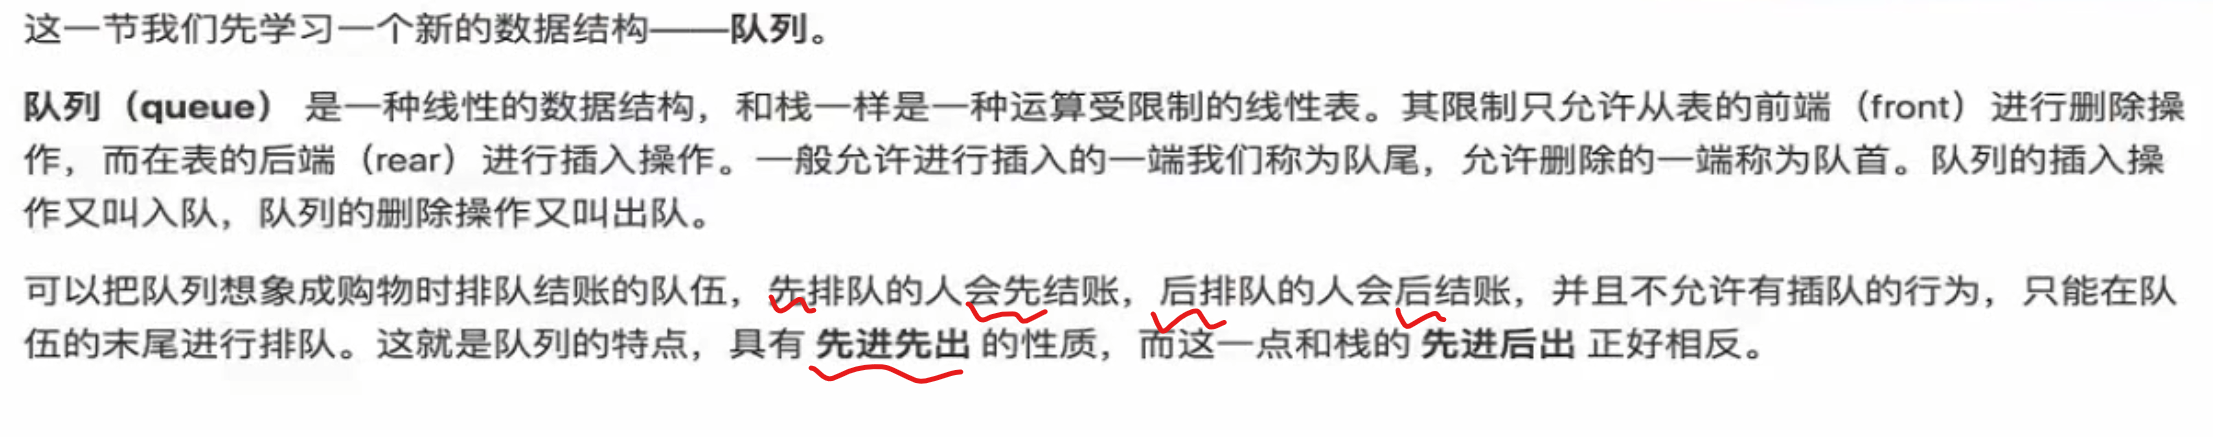 这一节我们先学习一个新的数据结构——队列。
队列（queue） 是一种线性的数据结构，和栈一样是一种运算受限制的线性表。其限制只允许从表的前端（front）进行删除操
作，而在表的后端（rear）进行插入操作。一般允许进行插入的一端我们称为队尾，允许删除的一端称为队首。队列的插入操
作又叫入队，队列的删除操作又叫出队。
可以把队列想象成购物时排队结账的队伍，先排队的人会先结账，后排队的人会后结账，并且不允许有插队的行为，只能在队
伍的末尾进行排队。这就是队列的特点，具有 先进先出 的性质，而这一点和栈的 先进后出 正好相反。